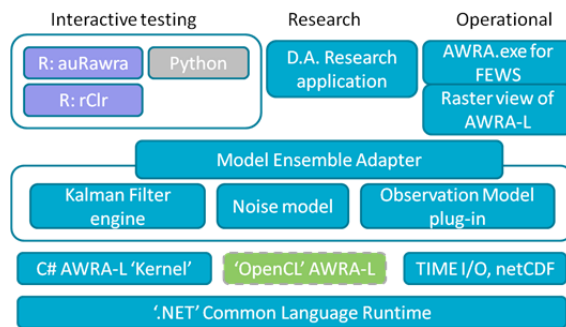 Interactive testing
Research
Operational
R: auRawra
Python
R: rClr
D.A. Research
application
AWRA.exe for
FEWS
Raster view of
AWRA-L
Model Ensemble Adapter
Kalman Filter
engine
Noise model
Observation Model
plug-in
C# AWRA-L ‘Kernel’
‘OpenCL’ AWRA-L
TIME I/O, netCDF
‘.NET’ Common Language Runtime